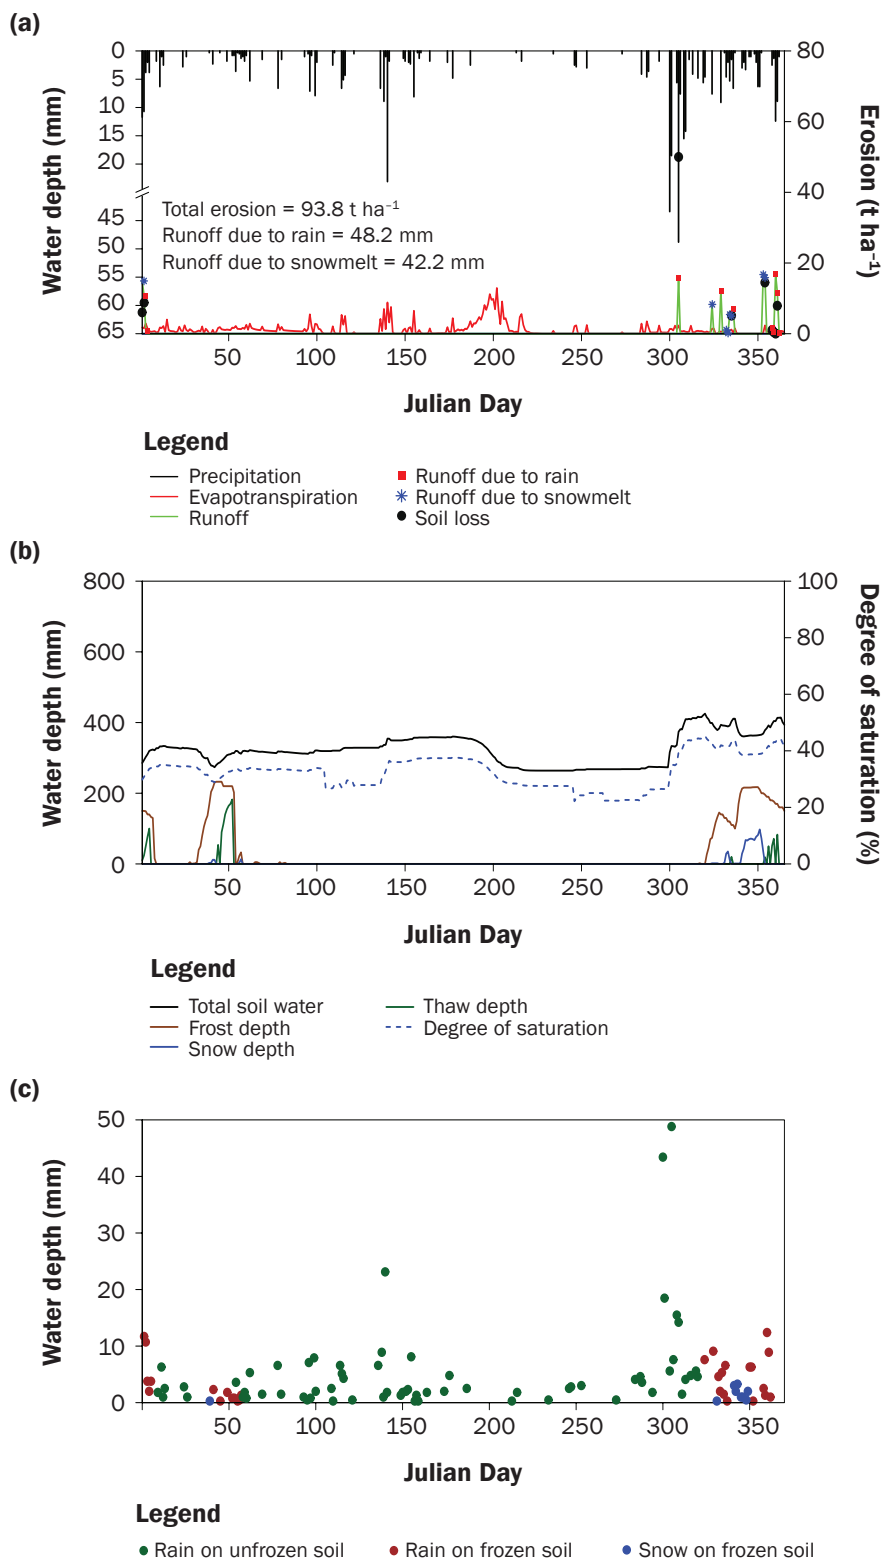 (a)
0
5
10
15
20
45
50
55
60
65
Water depth (mm)
80
60
40
20
0
Erosion (t ha⁻¹)
Total erosion = 93.8 t ha⁻¹
Runoff due to rain = 48.2 mm
Runoff due to snowmelt = 42.2 mm
50 100 150 200 250 300 350
Julian Day
Legend
Precipitation
Evapotranspiration
Runoff
Runoff due to rain
Runoff due to snowmelt
Soil loss
(b)
800
600
400
200
0
Water depth (mm)
100
80
60
40
20
0
Degree of saturation (%)
50 100 150 200 250 300 350
Julian Day
Legend
Total soil water
Frost depth
Snow depth
Thaw depth
Degree of saturation
(c)
50
40
30
20
10
0
Water depth (mm)
0 50 100 150 200 250 300 350
Julian Day
Legend
Rain on unfrozen soil
Rain on frozen soil
Snow on frozen soil